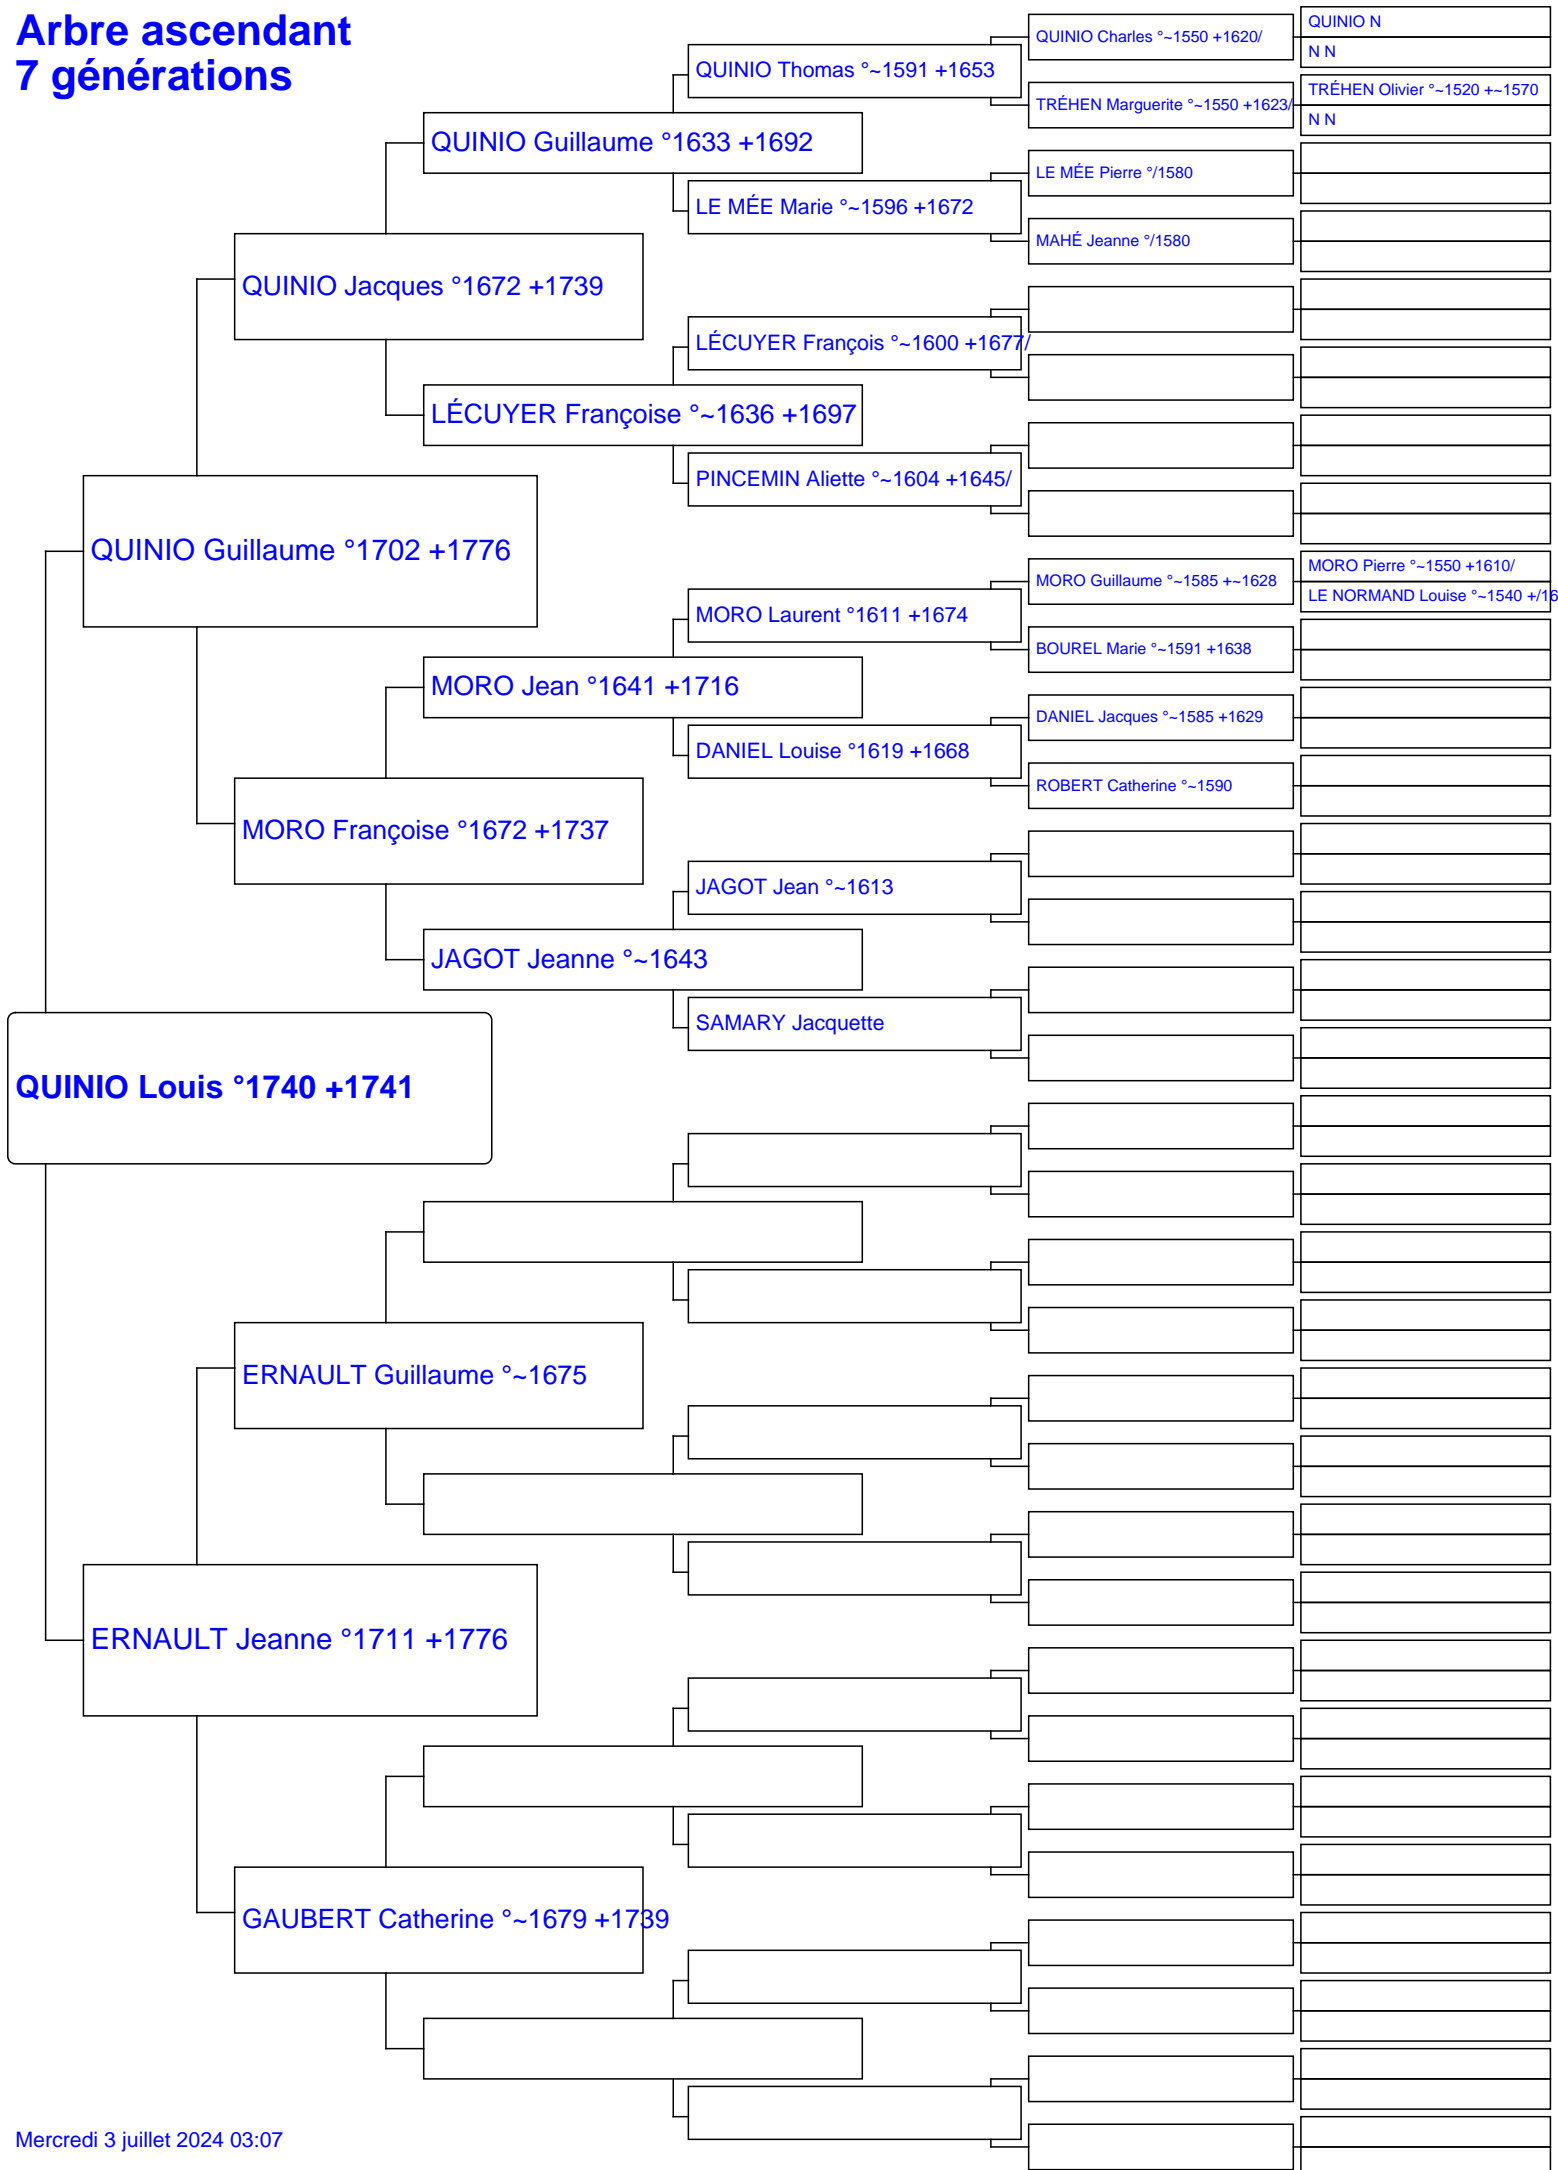 Arbre ascendant
7 générations
QUINIO Louis °1740 +1741
QUINIO Guillaume °1702 +1776
ERNAULT Jeanne °1711 +1776
QUINIO Jacques °1672 +1739
MORO Françoise °1672 +1737
ERNAULT Guillaume °~1675
GAUBERT Catherine °~1679 +1739
QUINIO Guillaume °1633 +1692
LÉCUYER Françoise °~1636 +1697
MORO Jean °1641 +1716
JAGOT Jeanne °~1643
QUINIO Thomas °~1591 +1653
LE MÉE Marie °~1596 +1672
LÉCUYER François °~1600 +1677/
PINCEMIN Aliette °~1604 +1645/
MORO Laurent °1611 +1674
DANIEL Louise °1619 +1668
JAGOT Jean °~1613
SAMARY Jacquette
QUINIO Charles °~1550 +1620/
TRÉHEN Marguerite °~1550 +1623/
LE MÉE Pierre °/1580
MAHÉ Jeanne °/1580
MORO Guillaume °~1585 +~1628
BOUREL Marie °~1591 +1638
DANIEL Jacques °~1585 +1629
ROBERT Catherine °~1590
QUINIO N
N N
TRÉHEN Olivier °~1520 +~1570
N N
MORO Pierre °~1550 +1610/
LE NORMAND Louise °~1540 +/16
Mercredi 3 juillet 2024 03:07